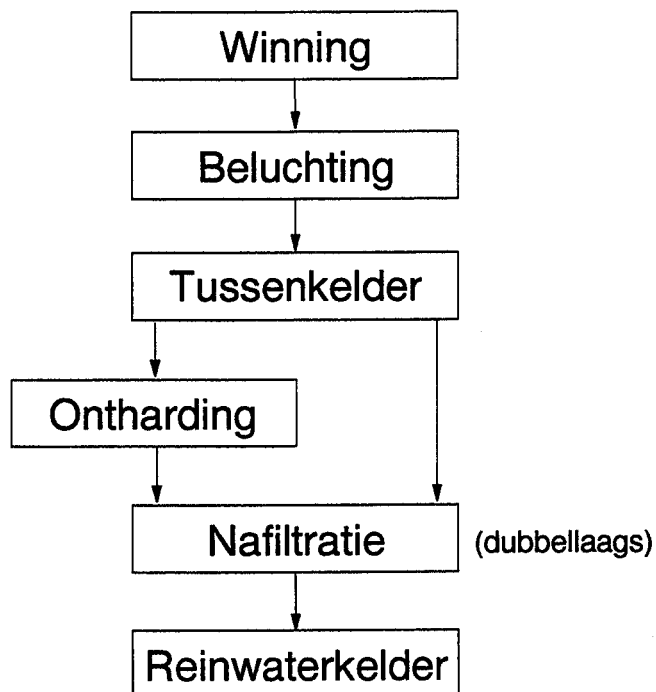 Winning
Beluchting
Tussenkelder
Ontharding
Nafiltratie (dubbellaags)
Reinwaterkelder